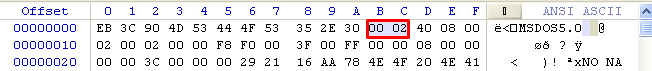 Offset 0 1 2 3 4 5 6 7 8 9 A B C D E F ANSI ASCII
00000000 EB 3C 90 4D 53 44 4F 53 35 2E 30 00 02 40 08 00 ë<□MSDOS5.0 @
00000010 02 00 02 00 00 F8 F0 00 3F 00 FF 00 00 08 00 00 øð ? ÿ
00000020 00 00 3C 00 00 00 29 21 16 AA 78 4E 4F 20 4E 41 < )! ªxNO NA